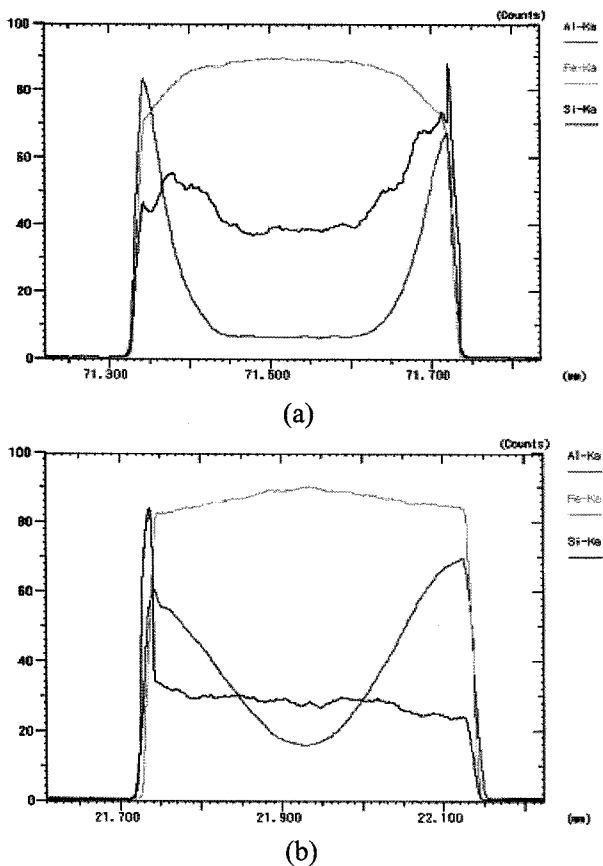 (Counts)
100
80
60
40
20
0
71.300
71.500
71.700
(mm)
Al-Ka
Fe-Ka
Si-Ka
(a)
(Counts)
100
80
60
40
20
0
21.700
21.900
22.100
(mm)
Al-Ka
Fe-Ka
Si-Ka
(b)